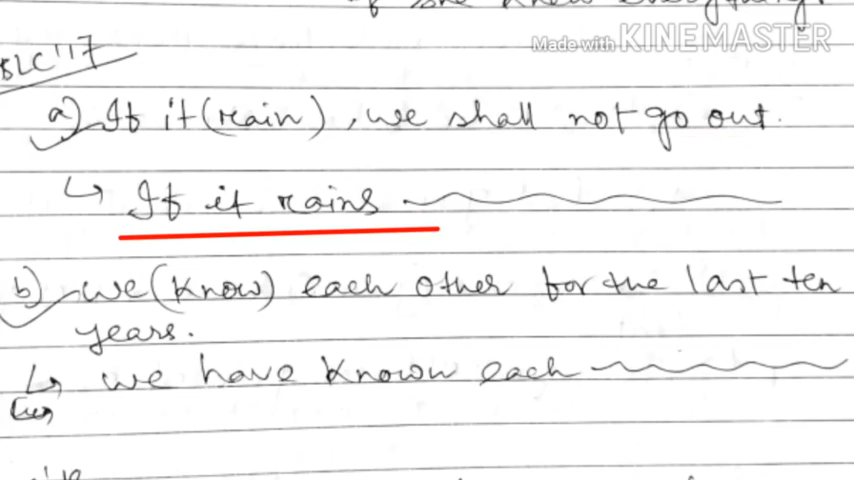 Made with KINEMASTER
SLC'17
a) If it (rain), we shall not go out.
↳ If it rains
b) we (know) each other for the last ten
years.
↳ we have known each